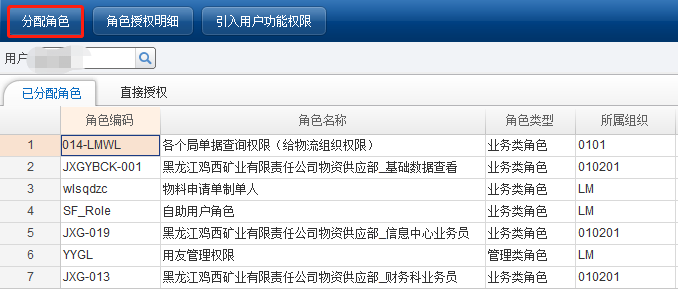 分配角色 角色授权明细 引入用户功能权限
用户
已分配角色 直接授权
角色编码 角色名称 角色类型 所属组织
1 014-LMWL 各个局单据查询权限（给物流组织权限） 业务类角色 0101
2 JXGYBCK-001 黑龙江鸡西矿业有限责任公司物资供应部_基础数据查看 业务类角色 010201
3 wlsqdzc 物料申请单制单人 业务类角色 LM
4 SF_Role 自助用户角色 业务类角色 LM
5 JXG-019 黑龙江鸡西矿业有限责任公司物资供应部_信息中心业务员 业务类角色 010201
6 YYGL 用友管理权限 管理类角色 LM
7 JXG-013 黑龙江鸡西矿业有限责任公司物资供应部_财务科业务员 业务类角色 010201